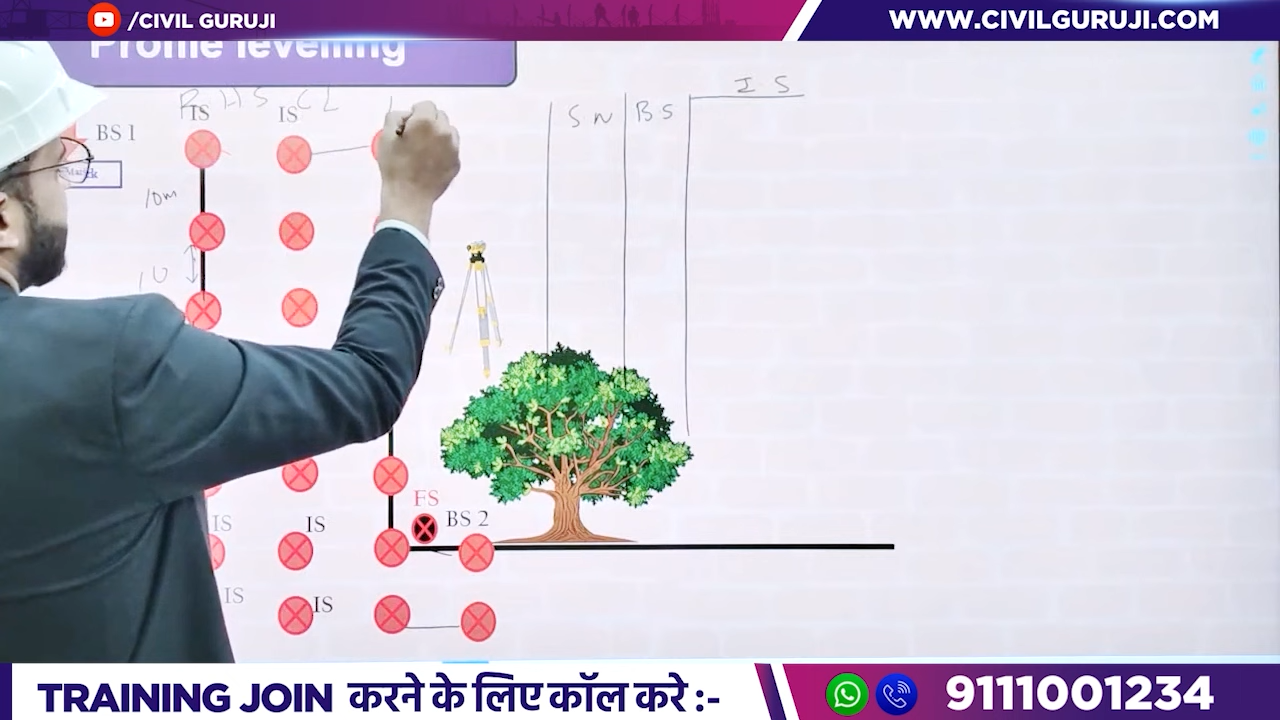 /CIVIL GURUJI
WWW.CIVILGURUJI.COM
Profile levelling
I S
R H S
C L
IS
IS
S N
B S
BS 1
10m
10
FS
BS 2
IS
IS
IS
IS
TRAINING JOIN करने के लिए कॉल करे :-
9111001234